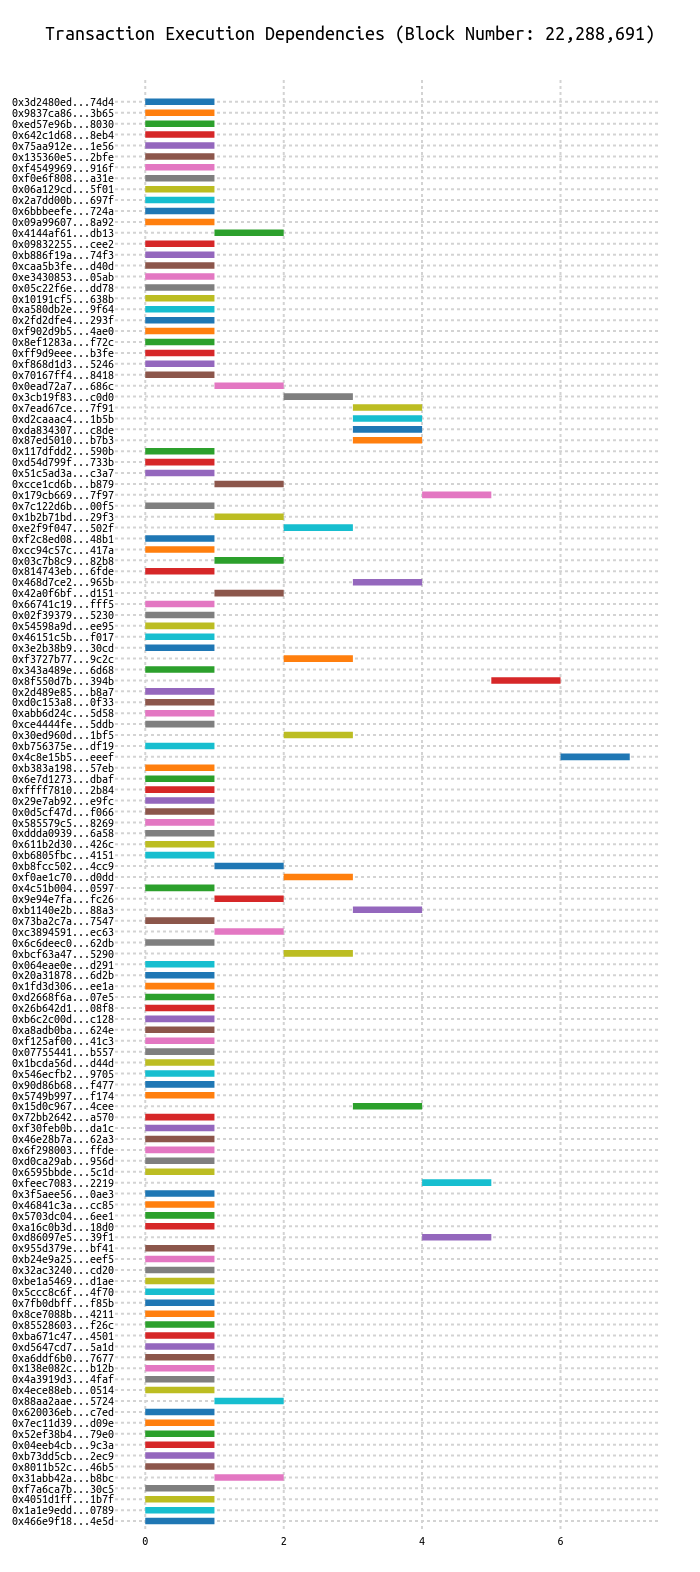 Transaction Execution Dependencies (Block Number: 22,288,691)
0x3d2480ed...74d4
0x9837ca86...3b65
0xed57e96b...8030
0x642c1d68...8eb4
0x75aa912e...1e56
0x135360e5...2bfe
0xf4549969...916f
0xf0e6f808...a31e
0x06a129cd...5f01
0x2a7dd00b...697f
0x6bbbeefe...724a
0x09a99607...8a92
0x4144af61...db13
0x09832255...cee2
0xb886f19a...74f3
0xcaa5b3fe...d40d
0xe3430853...05ab
0x05c22f6e...dd78
0x10191cf5...638b
0xa580db2e...9f64
0x2fd2dfe4...293f
0xf902d9b5...4ae0
0x8ef1283a...f72c
0xff9d9eee...b3fe
0xf868d1d3...5246
0x70167ff4...8418
0x0ead72a7...686c
0x3cb19f83...c0d0
0x7ead67ce...7f91
0xd2caaac4...1b5b
0xda834307...c8de
0x87ed5010...b7b3
0x117dfdd2...590b
0xd54d799f...733b
0x51c5ad3a...c3a7
0xcce1cd6b...b879
0x179cb669...7f97
0x7c122d6b...00f5
0x1b2b71bd...29f3
0xe2f9f047...502f
0xf2c8ed08...48b1
0xcc94c57c...417a
0x03c7b8c9...82b8
0x814743eb...6fde
0x468d7ce2...965b
0x42a0f6bf...d151
0x66741c19...fff5
0x02f39379...5230
0x54598a9d...ee95
0x46151c5b...f017
0x3e2b38b9...30cd
0xf3727b77...9c2c
0x343a489e...6d68
0x8f550d7b...394b
0x2d489e85...b8a7
0xd0c153a8...0f33
0xabb6d24c...5d58
0xce4444fe...5ddb
0x30ed960d...1bf5
0xb756375e...df19
0x4c8e15b5...eeef
0xb383a198...57eb
0x6e7d1273...dbaf
0xffff7810...2b84
0x29e7ab92...e9fc
0x0d5cf47d...f066
0x585579c5...8269
0xddda0939...6a58
0x611b2d30...426c
0xb6805fbc...4151
0xb8fcc502...4cc9
0xf0ae1c70...d0dd
0x4c51b004...0597
0x9e94e7fa...fc26
0xb1140e2b...88a3
0x73ba2c7a...7547
0xc3894591...ec63
0x6c6deec0...62db
0xbcf63a47...5290
0x064eae0e...d291
0x20a31878...6d2b
0x1fd3d306...ee1a
0xd2668f6a...07e5
0x26b642d1...08f8
0xb6c2c00d...c128
0xa8adb0ba...624e
0xf125af00...41c3
0x07755441...b557
0x1bcda56d...d44d
0x546ecfb2...9705
0x90d86b68...f477
0x5749b997...f174
0x15d0c967...4cee
0x72bb2642...a570
0xf30feb0b...da1c
0x46e28b7a...62a3
0x6f298003...ffde
0xd0ca29ab...956d
0x6595bbde...5c1d
0xfeec7083...2219
0x3f5aee56...0ae3
0x46841c3a...cc85
0x5703dc04...6ee1
0xa16c0b3d...18d0
0xd86097e5...39f1
0x955d379e...bf41
0xb24e9a25...eef5
0x32ac3240...cd20
0xbe1a5469...d1ae
0x5ccc8c6f...4f70
0x7fb0dbff...f85b
0x8ce7088b...4211
0x85528603...f26c
0xba671c47...4501
0xd5647cd7...5a1d
0xa6ddf6b0...7677
0x138e082c...b12b
0x4a3919d3...4faf
0x4ece88eb...0514
0x88aa2aae...5724
0x620036eb...c7ed
0x7ec11d39...d09e
0x52ef38b4...79e0
0x04eeb4cb...9c3a
0xb73dd5cb...2ec9
0x8011b52c...46b5
0x31abb42a...b8bc
0xf7a6ca7b...30c5
0x4051d1ff...1b7f
0x1a1e9edd...0789
0x466e9f18...4e5d
0 2 4 6